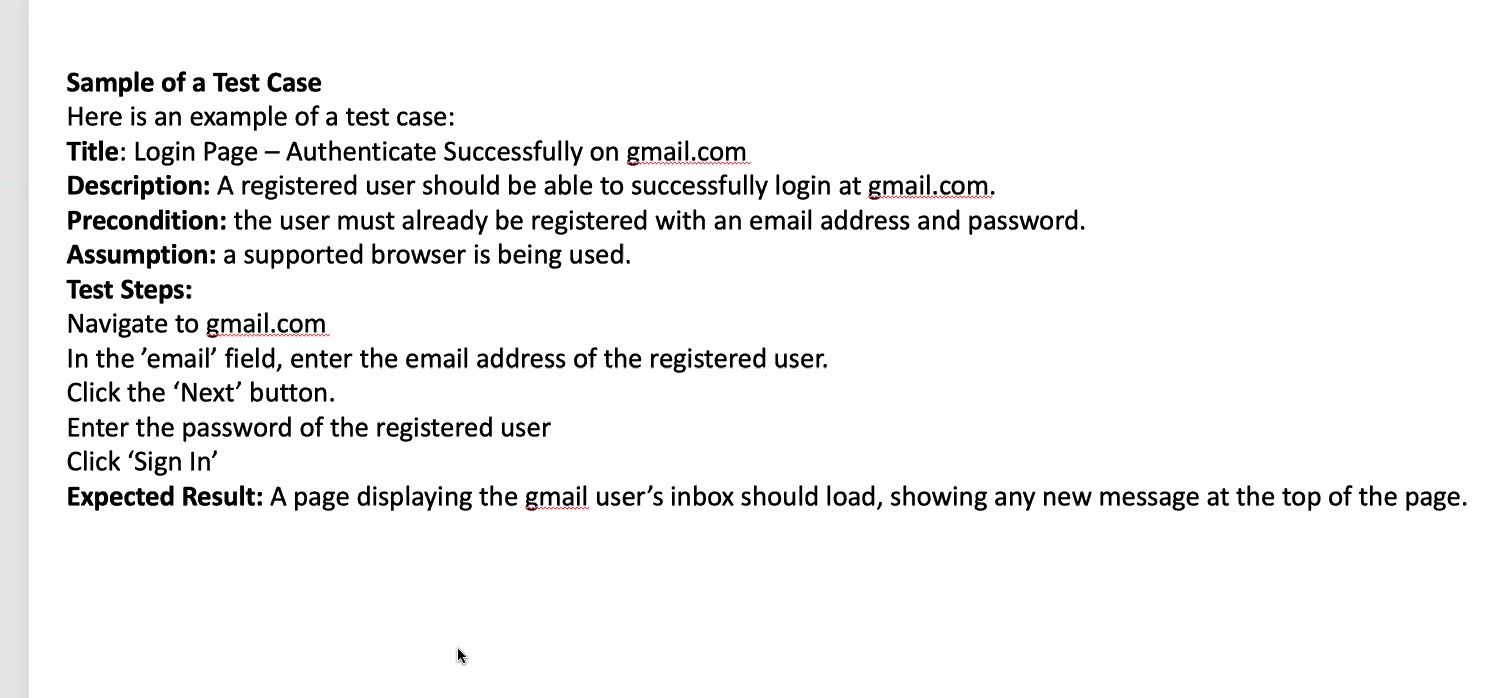 Sample of a Test Case
Here is an example of a test case:
Title: Login Page – Authenticate Successfully on gmail.com
Description: A registered user should be able to successfully login at gmail.com.
Precondition: the user must already be registered with an email address and password.
Assumption: a supported browser is being used.
Test Steps:
Navigate to gmail.com
In the ’email’ field, enter the email address of the registered user.
Click the ‘Next’ button.
Enter the password of the registered user
Click ‘Sign In’
Expected Result: A page displaying the gmail user’s inbox should load, showing any new message at the top of the page.